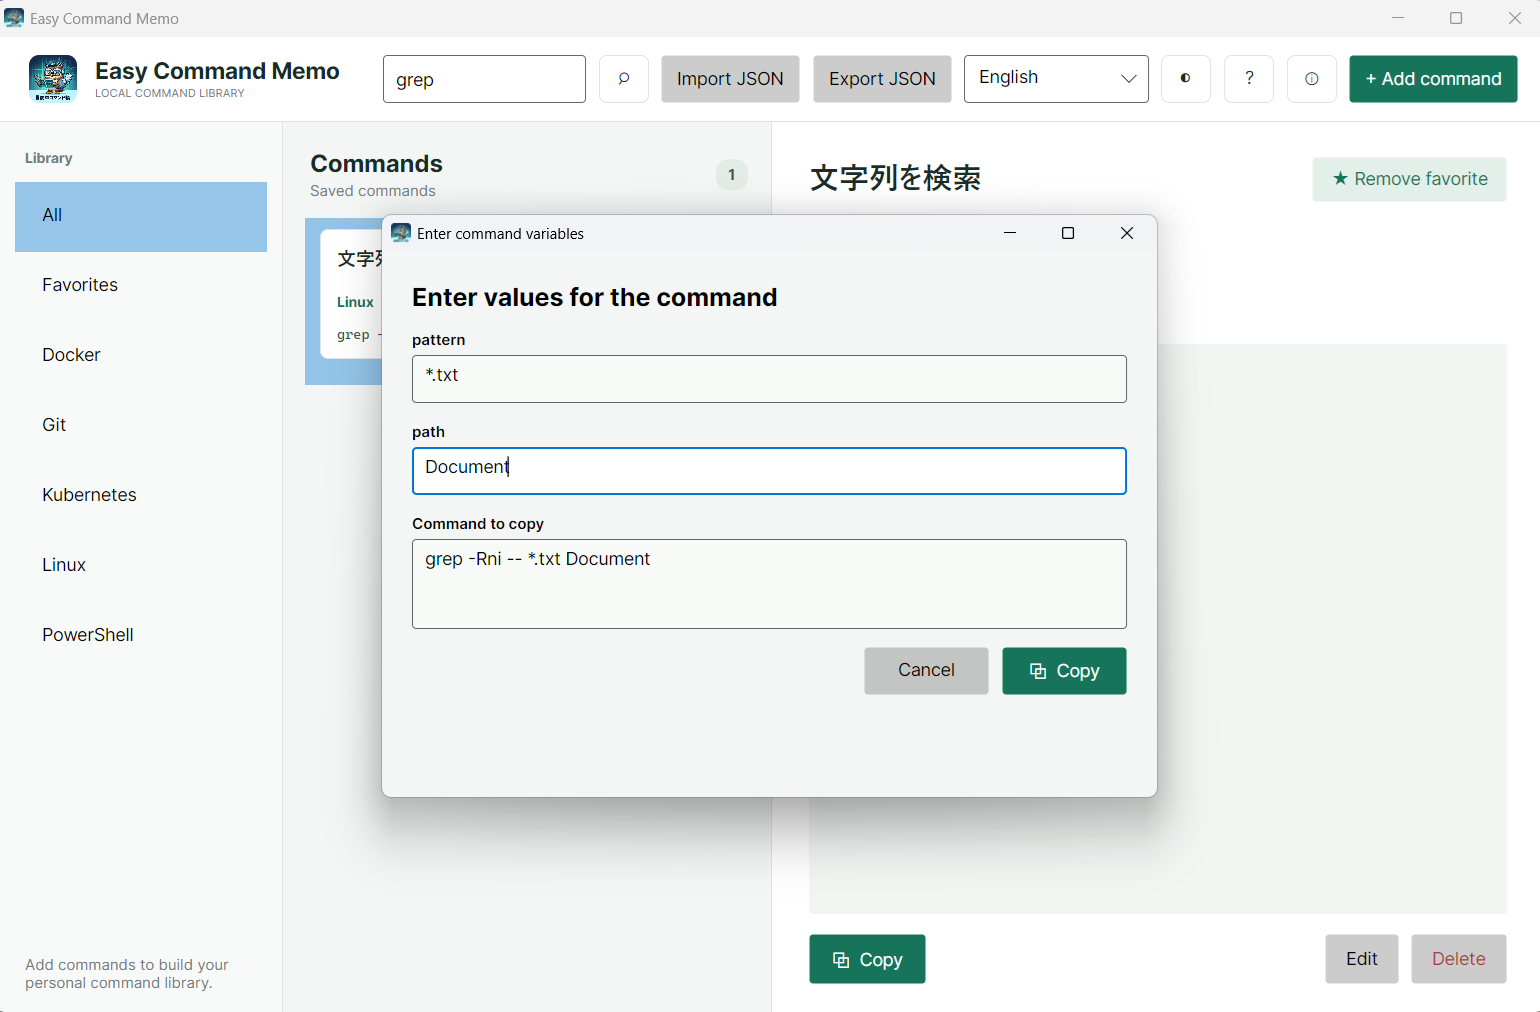 Easy Command Memo
Easy Command Memo
LOCAL COMMAND LIBRARY
grep
Import JSON
Export JSON
English
?
+ Add command
Library
All
Favorites
Docker
Git
Kubernetes
Linux
PowerShell
Add commands to build your
personal command library.
Commands
Saved commands
1
文字
Linux
grep -
文字列を検索
★ Remove favorite
Enter command variables
Enter values for the command
pattern
*.txt
path
Document
Command to copy
grep -Rni -- *.txt Document
Cancel
Copy
Copy
Edit
Delete